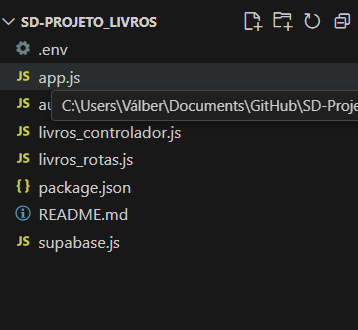 SD-PROJETO_LIVROS
.env
JS app.js
C:\Users\Válber\Documents\GitHub\SD-Proje
JS
JS livros_controlador.js
JS livros_rotas.js
{ } package.json
README.md
JS supabase.js